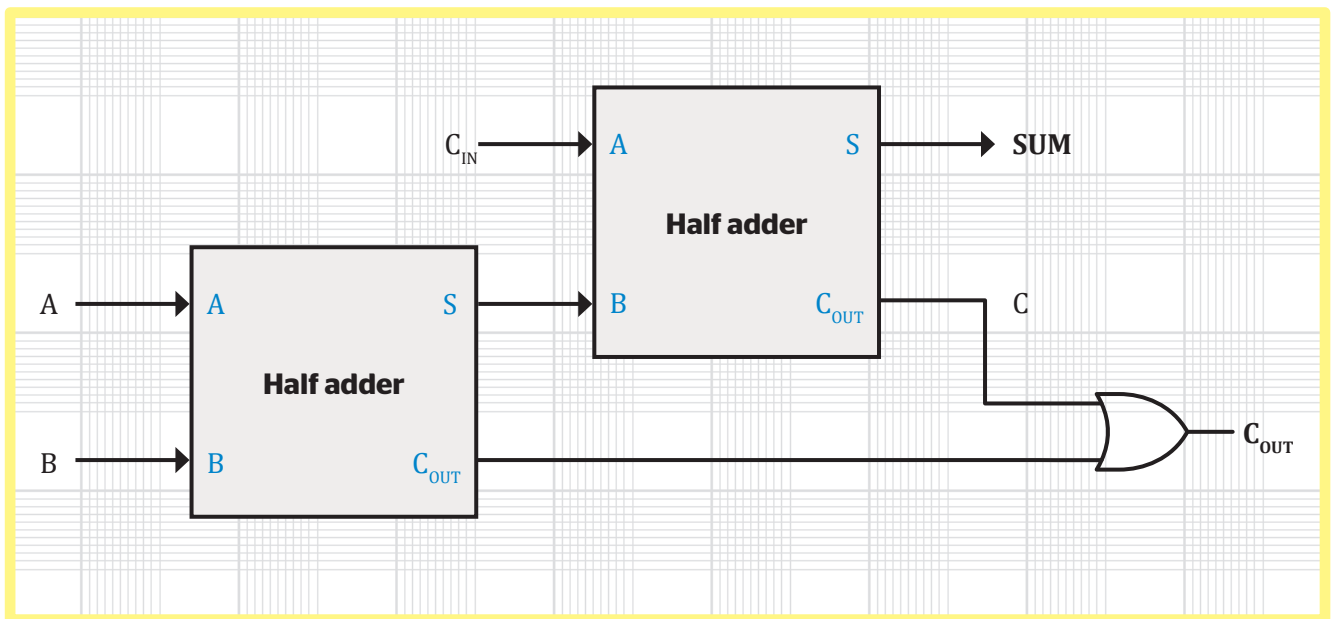 C_IN A S SUM
Half adder
A A S B C_OUT C
Half adder
B B C_OUT C_OUT